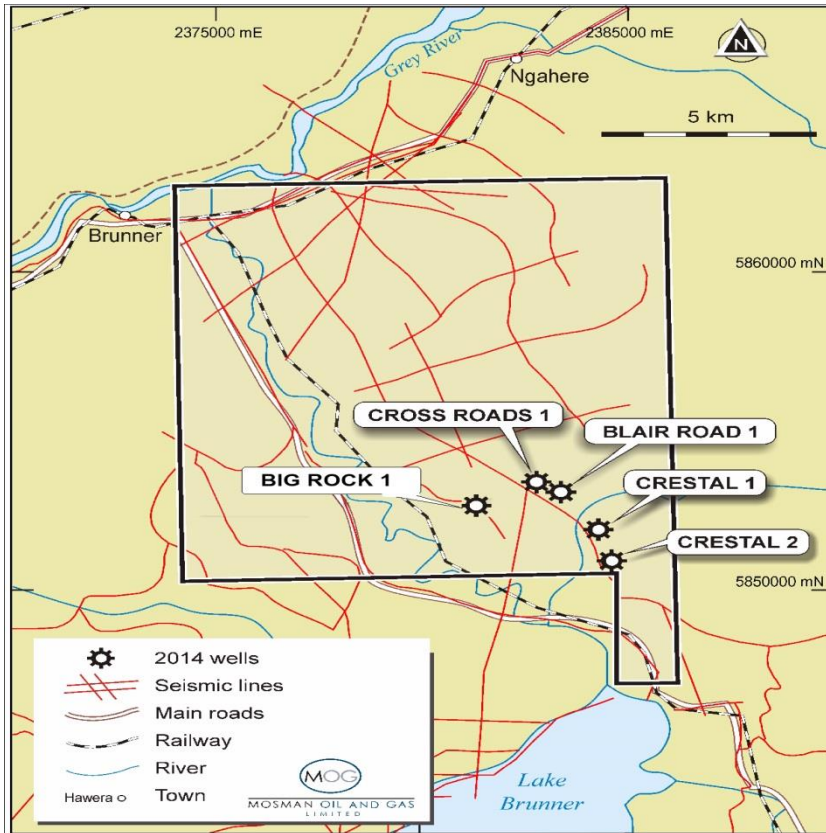 2375000 mE
2385000 mE
Grey River
N
Ngahere
5 km
Brunner
5860000 mN
CROSS ROADS 1
BLAIR ROAD 1
BIG ROCK 1
CRESTAL 1
CRESTAL 2
5850000 mN
2014 wells
Seismic lines
Main roads
Railway
River
Hawera Town
MOG
MOSMAN OIL AND GAS
LIMITED
Lake
Brunner